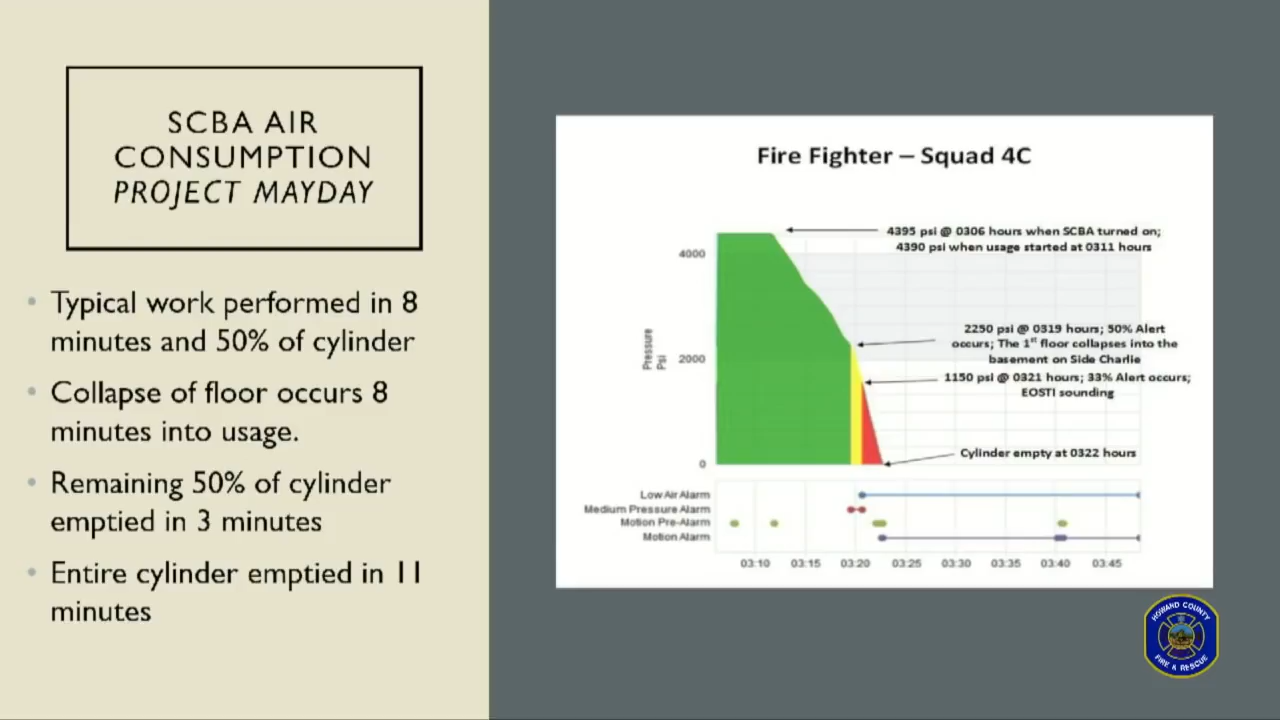 SCBA AIR
CONSUMPTION
PROJECT MAYDAY
• Typical work performed in 8
minutes and 50% of cylinder
• Collapse of floor occurs 8
minutes into usage.
• Remaining 50% of cylinder
emptied in 3 minutes
• Entire cylinder emptied in 11
minutes
Fire Fighter – Squad 4C
4395 psi @ 0306 hours when SCBA turned on;
4390 psi when usage started at 0311 hours
4000
2250 psi @ 0319 hours; 50% Alert
occurs; The 1st floor collapses into the
basement on Side Charlie
Pressure
Psi
2000
1150 psi @ 0321 hours; 33% Alert occurs;
EOSTI sounding
Cylinder empty at 0322 hours
0
Low Air Alarm
Medium Pressure Alarm
Motion Pre-Alarm
Motion Alarm
03:10 03:15 03:20 03:25 03:30 03:35 03:40 03:45
HOWARD COUNTY
FIRE & RESCUE